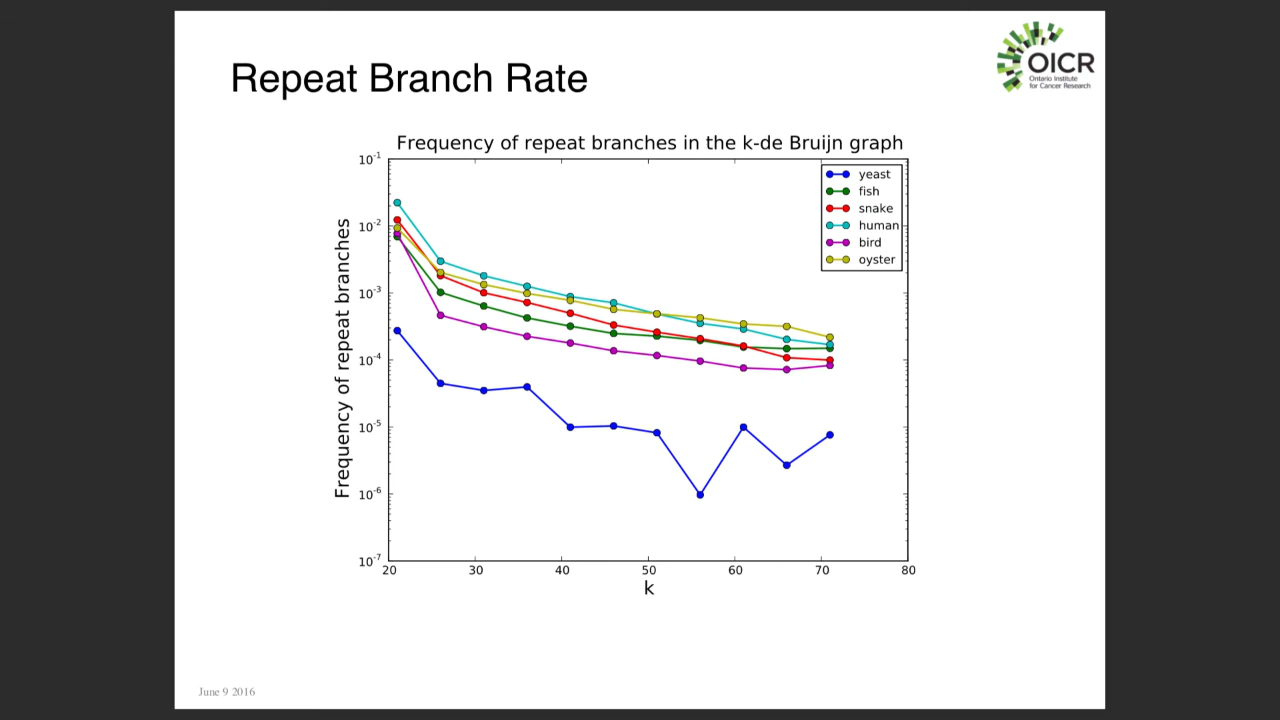 Repeat Branch Rate
OICR
Ontario Institute
for Cancer Research
Frequency of repeat branches in the k-de Bruijn graph
Frequency of repeat branches
10⁻¹
10⁻²
10⁻³
10⁻⁴
10⁻⁵
10⁻⁶
10⁻⁷
yeast
fish
snake
human
bird
oyster
20 30 40 50 60 70 80
k
June 9 2016